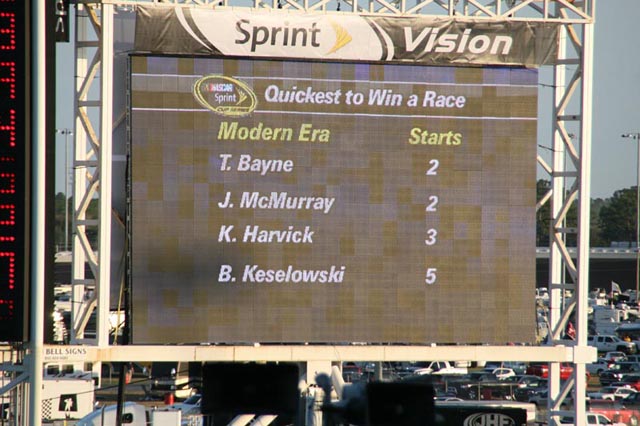 Sprint Vision
NASCAR
Sprint
CUP SERIES
Quickest to Win a Race
Modern Era Starts
T. Bayne 2
J. McMurray 2
K. Harvick 3
B. Keselowski 5
BELL SIGNS